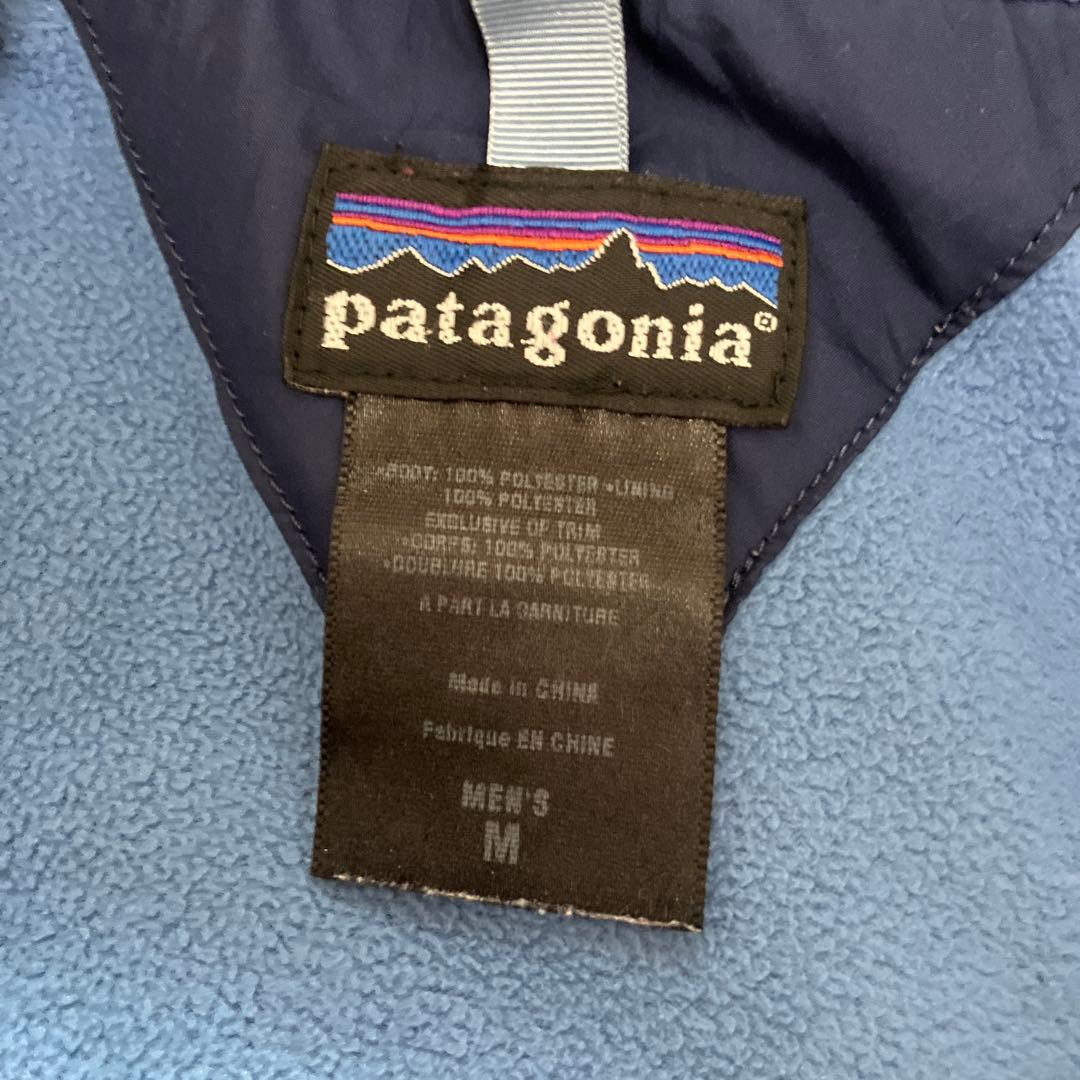 patagonia®
•BODY: 100% POLYESTER •LINING
100% POLYESTER
EXCLUSIVE OF TRIM
•CORPS: 100% POLYESTER
•DOUBLURE 100% POLYESTER
A PART LA GARNITURE
Made in CHINA
Fabrique EN CHINE
MEN'S
M